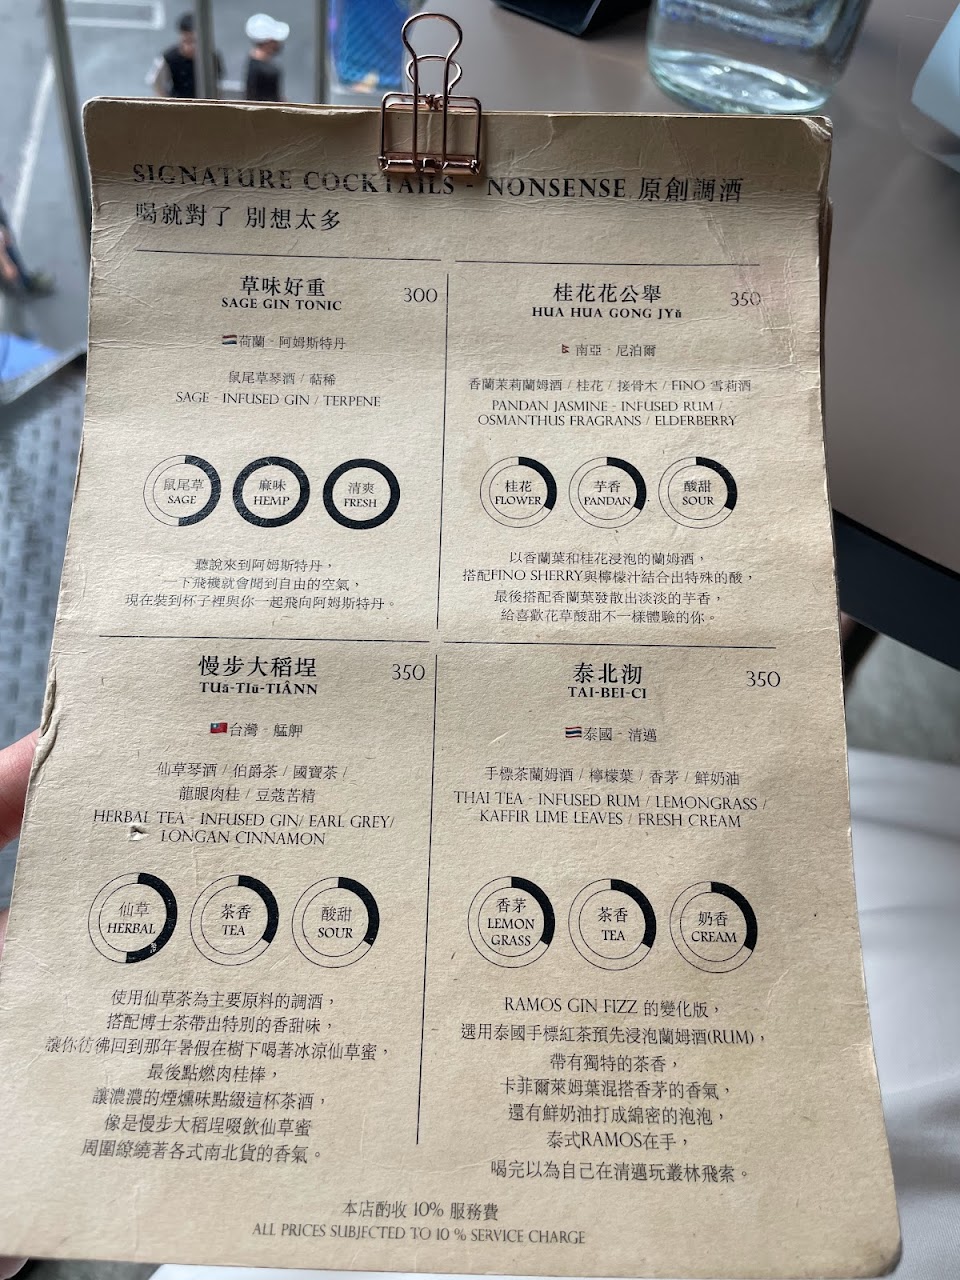 SIGNATURE COCKTAILS - NONSENSE 原創調酒
喝就對了 別想太多
草味好重 300
SAGE GIN TONIC
荷蘭 - 阿姆斯特丹
鼠尾草琴酒 / 萜稀
SAGE - INFUSED GIN / TERPENE
鼠尾草 SAGE
麻味 HEMP
清爽 FRESH
聽說來到阿姆斯特丹，
一下飛機就會聞到自由的空氣，
現在裝到杯子裡與你一起飛向阿姆斯特丹。
桂花花公舉 350
HUA HUA GONG JYŭ
南亞 - 尼泊爾
香蘭茉莉蘭姆酒 / 桂花 / 接骨木 / FINO 雪莉酒
PANDAN JASMINE - INFUSED RUM /
OSMANTHUS FRAGRANS / ELDERBERRY
桂花 FLOWER
芋香 PANDAN
酸甜 SOUR
以香蘭葉和桂花浸泡的蘭姆酒，
搭配FINO SHERRY與檸檬汁結合出特殊的酸，
最後搭配香蘭葉發散出淡淡的芋香，
給喜歡花草酸甜不一樣體驗的你。
慢步大稻埕 350
TUā-TIū-TIÂNN
台灣 - 艋舺
仙草琴酒 / 伯爵茶 / 國寶茶 /
龍眼肉桂 / 豆蔻苦精
HERBAL TEA - INFUSED GIN/ EARL GREY/
LONGAN CINNAMON
仙草 HERBAL
茶香 TEA
酸甜 SOUR
使用仙草茶為主要原料的調酒，
搭配博士茶帶出特別的香甜味，
讓你彷彿回到那年暑假在樹下喝著冰涼仙草蜜，
最後點燃肉桂棒，
讓濃濃的煙燻味點綴這杯茶酒，
像是慢步大稻埕啜飲仙草蜜
周圍繚繞著各式南北貨的香氣。
泰北沏 350
TAI-BEI-CI
泰國 - 清邁
手標茶蘭姆酒 / 檸檬葉 / 香茅 / 鮮奶油
THAI TEA - INFUSED RUM / LEMONGRASS /
KAFFIR LIME LEAVES / FRESH CREAM
香茅 LEMON GRASS
茶香 TEA
奶香 CREAM
RAMOS GIN FIZZ 的變化版，
選用泰國手標紅茶預先浸泡蘭姆酒(RUM)，
帶有獨特的茶香，
卡菲爾萊姆葉混搭香茅的香氣，
還有鮮奶油打成綿密的泡泡，
泰式RAMOS在手，
喝完以為自己在清邁玩叢林飛索。
本店酌收 10% 服務費
ALL PRICES SUBJECTED TO 10 % SERVICE CHARGE